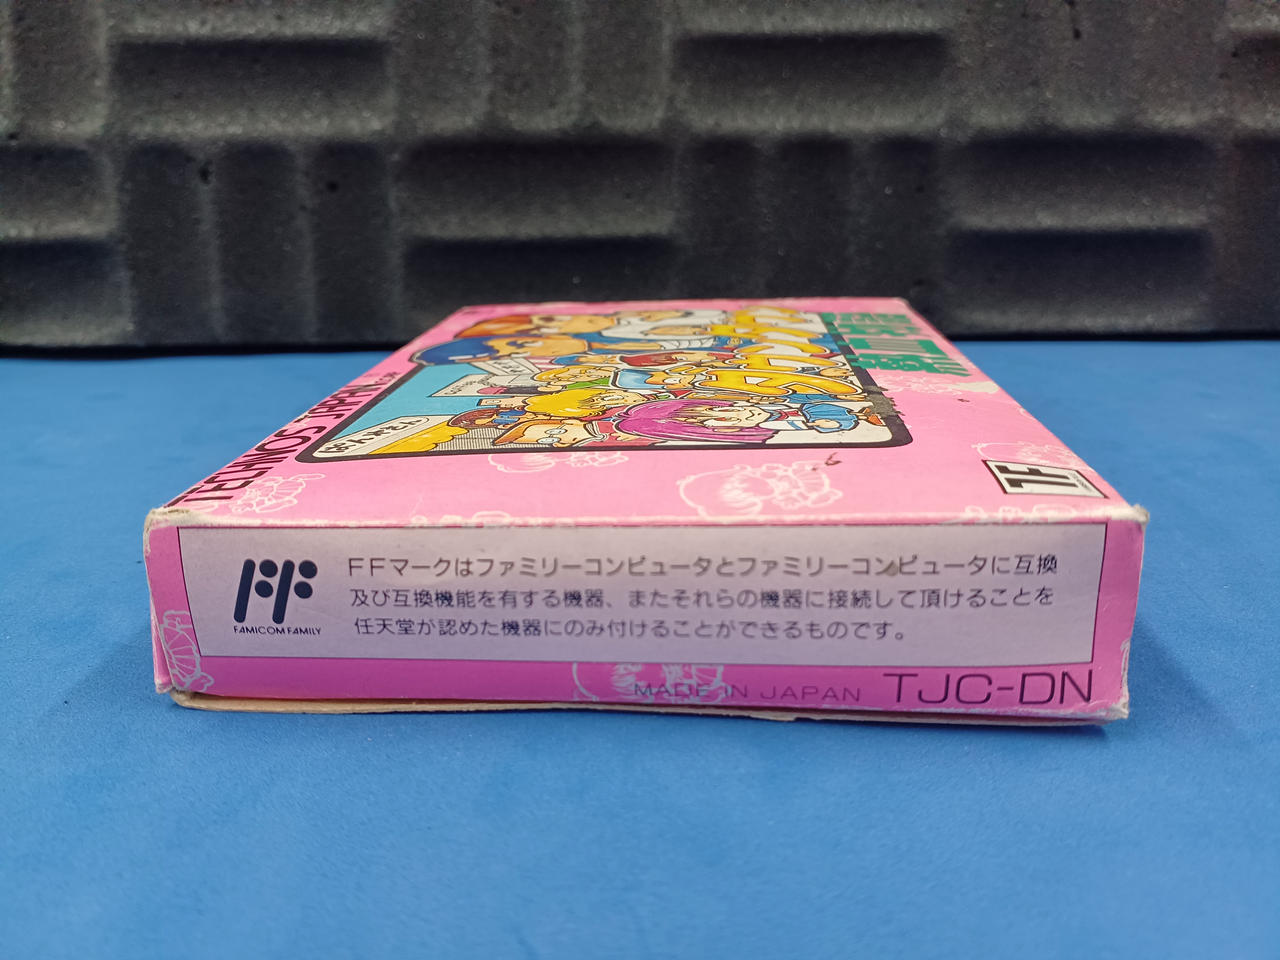 TECHNOS JAPAN
FAMICOM FAMILY
FFマークはファミリーコンピュータとファミリーコンピュータに互換
及び互換機能を有する機器、またそれらの機器に接続して頂けることを
任天堂が認めた機器にのみ付けることができるものです。
MADE IN JAPAN TJC-DN